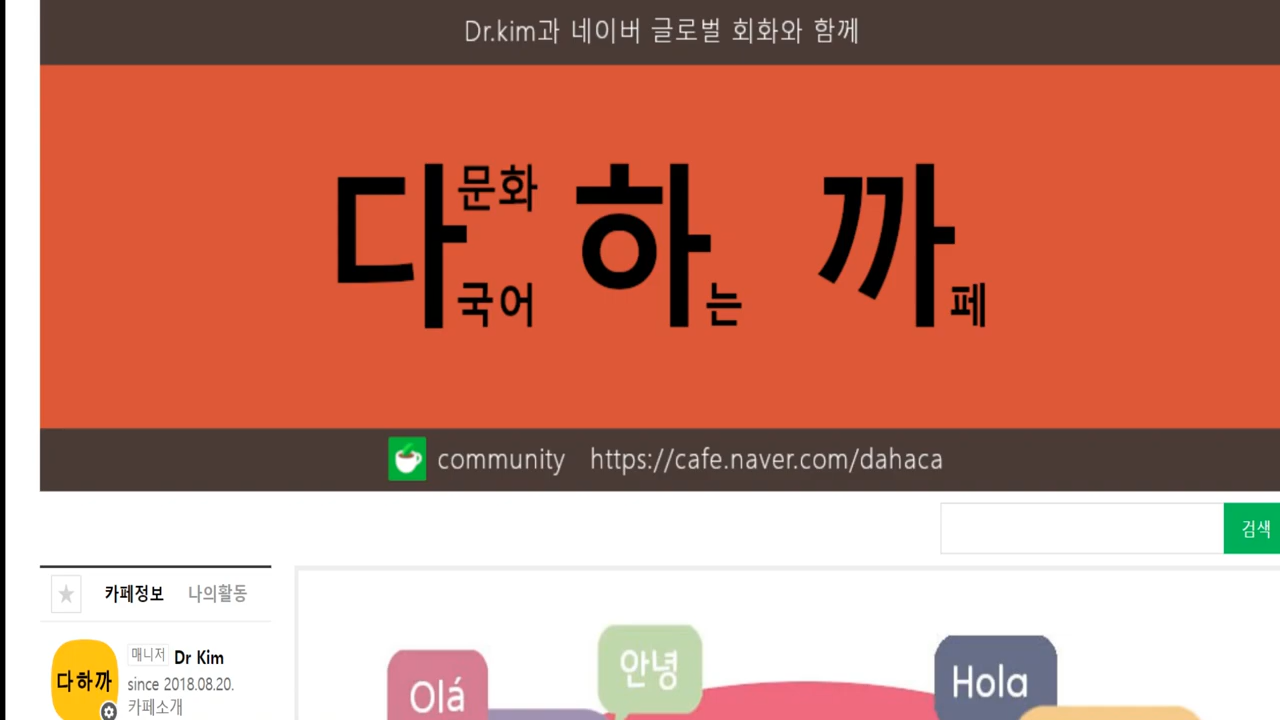 Dr.kim과 네이버 글로벌 회화와 함께
다문화 하 까
국어 는 페
community https://cafe.naver.com/dahaca
검색
카페정보 나의활동
매니저 Dr Kim
다하까
since 2018.08.20.
카페소개
Olá
안녕
Hola